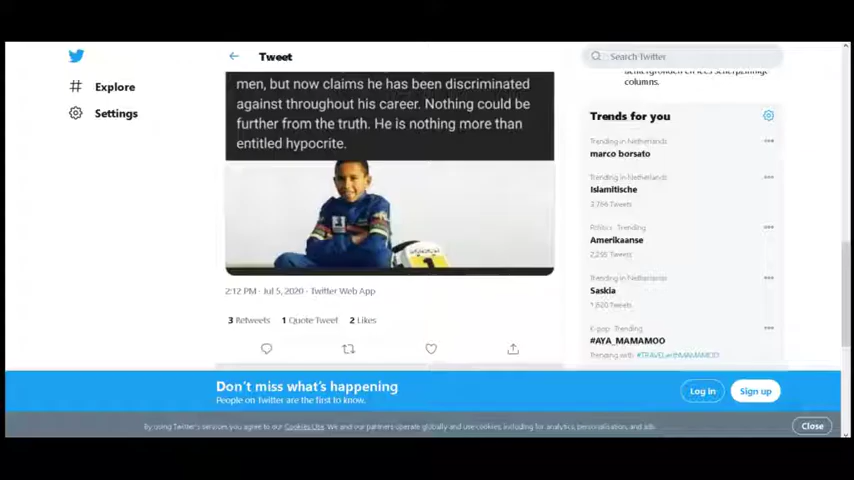 Tweet
Search Twitter
Explore
Settings
men, but now claims he has been discriminated
against throughout his career. Nothing could be
further from the truth. He is nothing more than
entitled hypocrite.
2:12 PM · Jul 5, 2020 · Twitter Web App
3 Retweets 1 Quote Tweet 2 Likes
columns.
Trends for you
Trending in Netherlands
marco borsato
Trending in Netherlands
Islamitische
2,766 Tweets
Politics · Trending
Amerikaanse
2,295 Tweets
Trending in Netherlands
Saskia
1,620 Tweets
K-pop · Trending
#AYA_MAMAMOO
Trending with: #TRAVELwithMAMAMOO
Don't miss what's happening
People on Twitter are the first to know.
Log in
Sign up
By using Twitter's services you agree to our Cookies Use. We and our partners operate globally and use cookies, including for analytics, personalisation, and ads.
Close